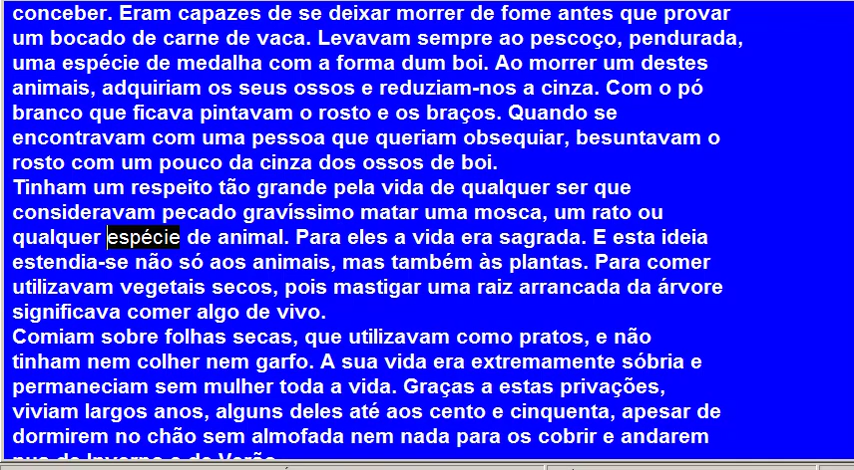 conceber. Eram capazes de se deixar morrer de fome antes que provar
um bocado de carne de vaca. Levavam sempre ao pescoço, pendurada,
uma espécie de medalha com a forma dum boi. Ao morrer um destes
animais, adquiriam os seus ossos e reduziam-nos a cinza. Com o pó
branco que ficava pintavam o rosto e os braços. Quando se
encontravam com uma pessoa que queriam obsequiar, besuntavam o
rosto com um pouco da cinza dos ossos de boi.
Tinham um respeito tão grande pela vida de qualquer ser que
consideravam pecado gravíssimo matar uma mosca, um rato ou
qualquer espécie de animal. Para eles a vida era sagrada. E esta ideia
estendia-se não só aos animais, mas também às plantas. Para comer
utilizavam vegetais secos, pois mastigar uma raiz arrancada da árvore
significava comer algo de vivo.
Comiam sobre folhas secas, que utilizavam como pratos, e não
tinham nem colher nem garfo. A sua vida era extremamente sóbria e
permaneciam sem mulher toda a vida. Graças a estas privações,
viviam largos anos, alguns deles até aos cento e cinquenta, apesar de
dormirem no chão sem almofada nem nada para os cobrir e andarem
nus de Inverno e de Verão